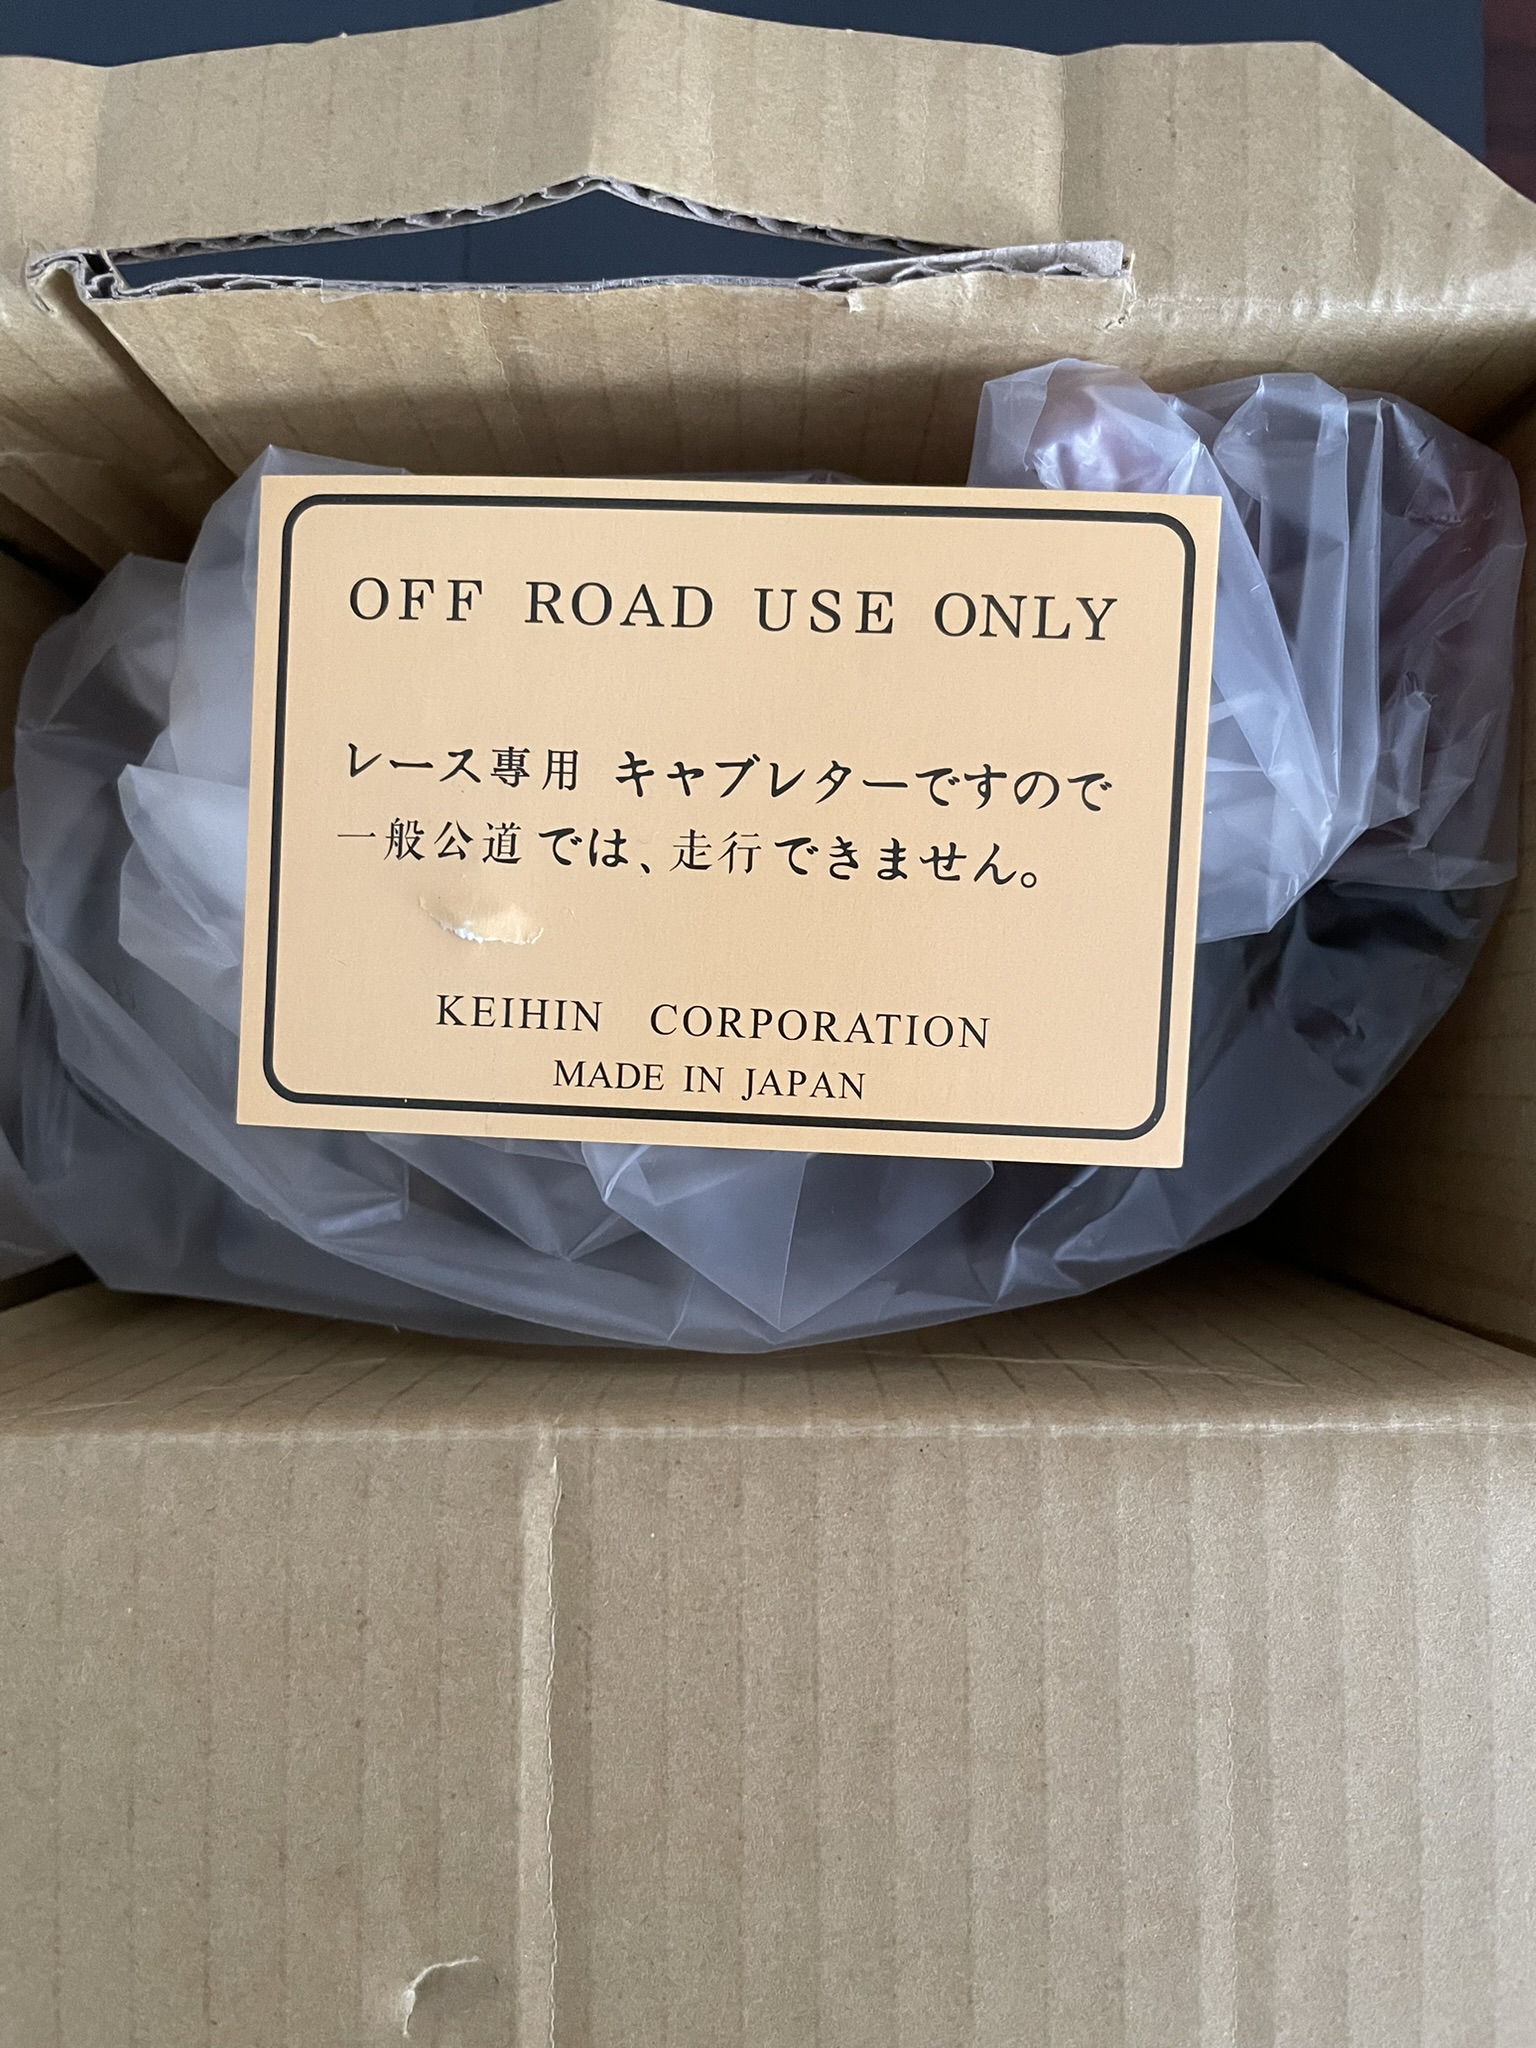 OFF ROAD USE ONLY
レース專用 キャブレターですので
一般公道では、走行できません。
KEIHIN CORPORATION
MADE IN JAPAN